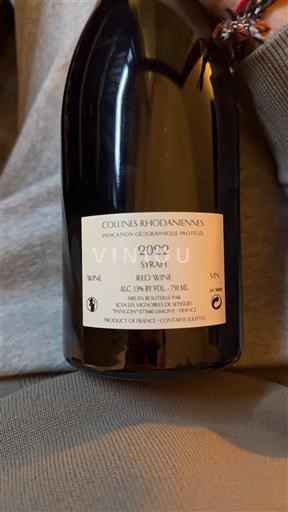 COLLINES RHODANIENNES
INDICATION GÉOGRAPHIQUE PROTÉGÉE
2022
SYRAH
WINE RED WINE VIN
ALC. 13% BY VOL. - 750 ML
MIS EN BOUTEILLE PAR
SCEA LES VIGNOBLES DE SEYSSUEL
"PANGON" 07340 LIMONY - FRANCE
PRODUCT OF FRANCE - CONTAINS SULFITES